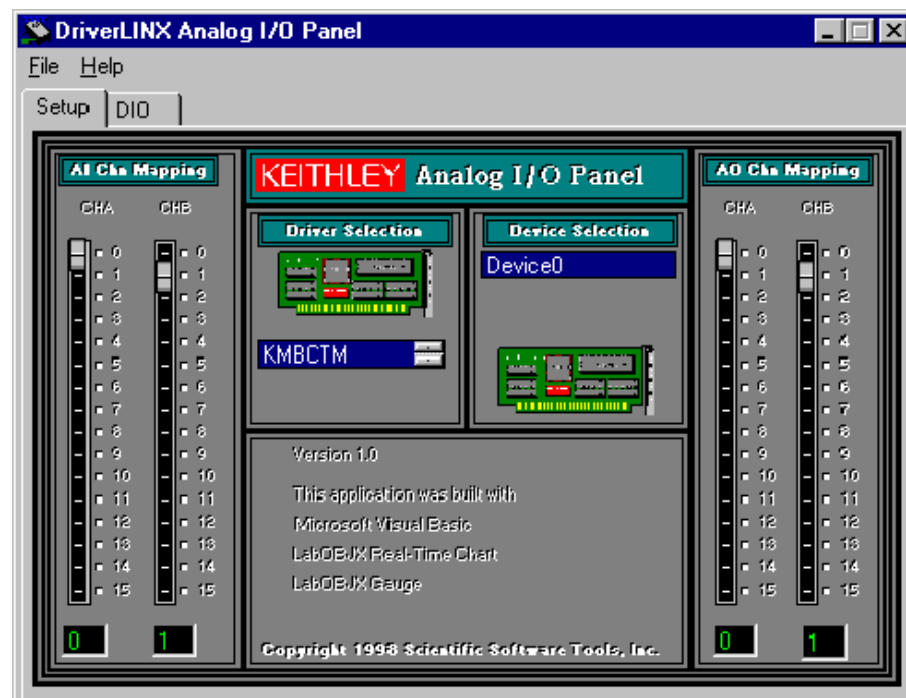 DriverLINX Analog I/O Panel
File Help
Setup DIO
AI Chn Mapping
CHA CHB
0 0
1 1
2 2
3 3
4 4
5 5
6 6
7 7
8 8
9 9
10 10
11 11
12 12
13 13
14 14
15 15
0 1
KEITHLEY Analog I/O Panel
Driver Selection
KMBCTM
Device Selection
Device0
Version 1.0
This application was built with
Microsoft Visual Basic
LabOBJX Real-Time Chart
LabOBJX Gauge
Copyright 1998 Scientific Software Tools, Inc.
AO Chn Mapping
CHA CHB
0 0
1 1
2 2
3 3
4 4
5 5
6 6
7 7
8 8
9 9
10 10
11 11
12 12
13 13
14 14
15 15
0 1